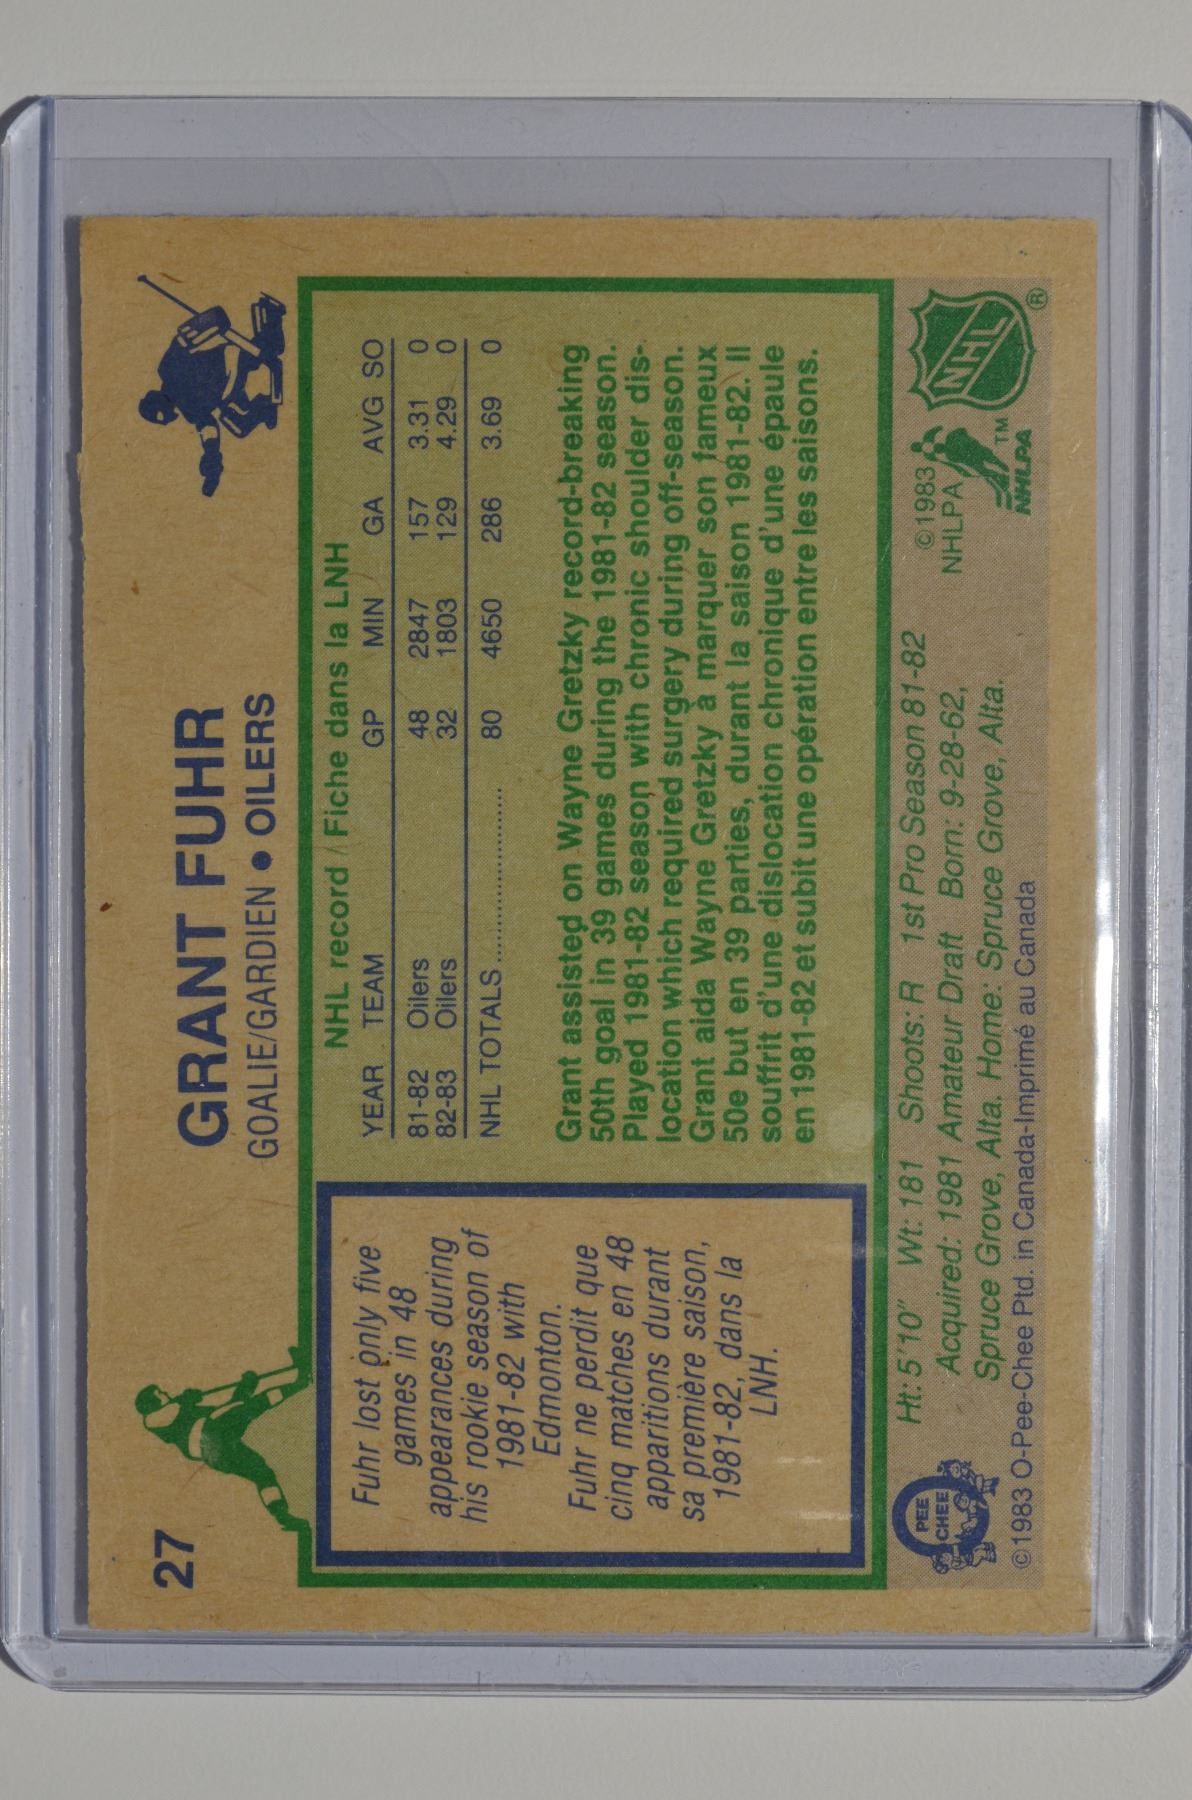 27
GRANT FUHR
GOALIE/GARDIEN ● OILERS
Fuhr lost only five
games in 48
appearances during
his rookie season of
1981-82 with
Edmonton.
Fuhr ne perdit que
cinq matches en 48
apparitions durant
sa première saison,
1981-82, dans la
LNH.
NHL record / Fiche dans la LNH
YEAR TEAM GP MIN GA AVG SO
81-82 Oilers 48 2847 157 3.31 0
82-83 Oilers 32 1803 129 4.29 0
NHL TOTALS.................... 80 4650 286 3.69 0
Grant assisted on Wayne Gretzky record-breaking
50th goal in 39 games during the 1981-82 season.
Played 1981-82 season with chronic shoulder dis-
location which required surgery during off-season.
Grant aida Wayne Gretzky à marquer son fameux
50e but en 39 parties, durant la saison 1981-82. Il
souffrit d'une dislocation chronique d'une épaule
en 1981-82 et subit une opération entre les saisons.
O
PEE
CHEE
Ht: 5'10" Wt: 181 Shoots: R 1st Pro Season 81-82
Acquired: 1981 Amateur Draft Born: 9-28-62,
Spruce Grove, Alta. Home: Spruce Grove, Alta.
©1983 O-Pee-Chee Ptd. in Canada-Imprimé au Canada
©1983
NHLPA
NHLPA
TM
NHL
®